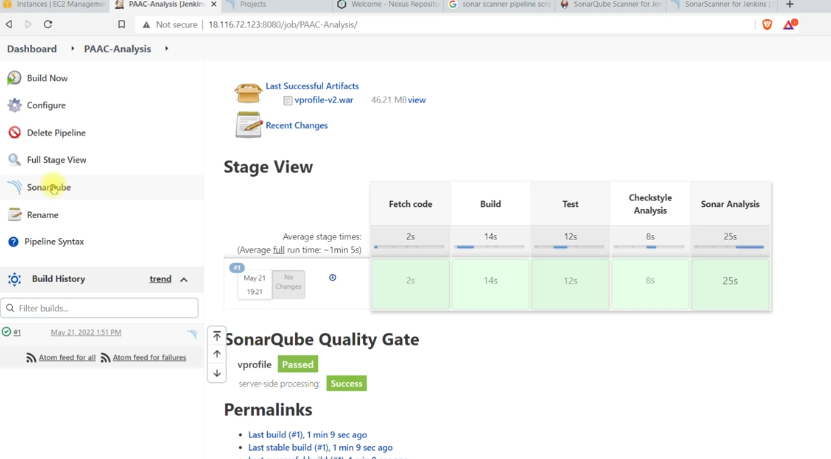 Instances | EC2 Managemen
PAAC-Analysis [Jenkins
Projects
Welcome - Nexus Reposito
sonar scanner pipeline scri
SonarQube Scanner for Jen
SonarScanner for Jenkins
Not secure | 18.116.72.123:8080/job/PAAC-Analysis/
Dashboard
PAAC-Analysis
Build Now
Configure
Delete Pipeline
Full Stage View
SonarQube
Rename
Pipeline Syntax
Build History
trend
Filter builds...
#1
May 21, 2022 1:51 PM
Atom feed for all
Atom feed for failures
Last Successful Artifacts
vprofile-v2.war 46.21 MB view
Recent Changes
Stage View
Fetch code
Build
Test
Checkstyle
Analysis
Sonar Analysis
Average stage times:
(Average full run time: ~1min 5s)
2s
14s
12s
8s
25s
#1
May 21
19:21
No
Changes
2s
14s
12s
8s
25s
SonarQube Quality Gate
vprofile Passed
server-side processing: Success
Permalinks
Last build (#1), 1 min 9 sec ago
Last stable build (#1), 1 min 9 sec ago